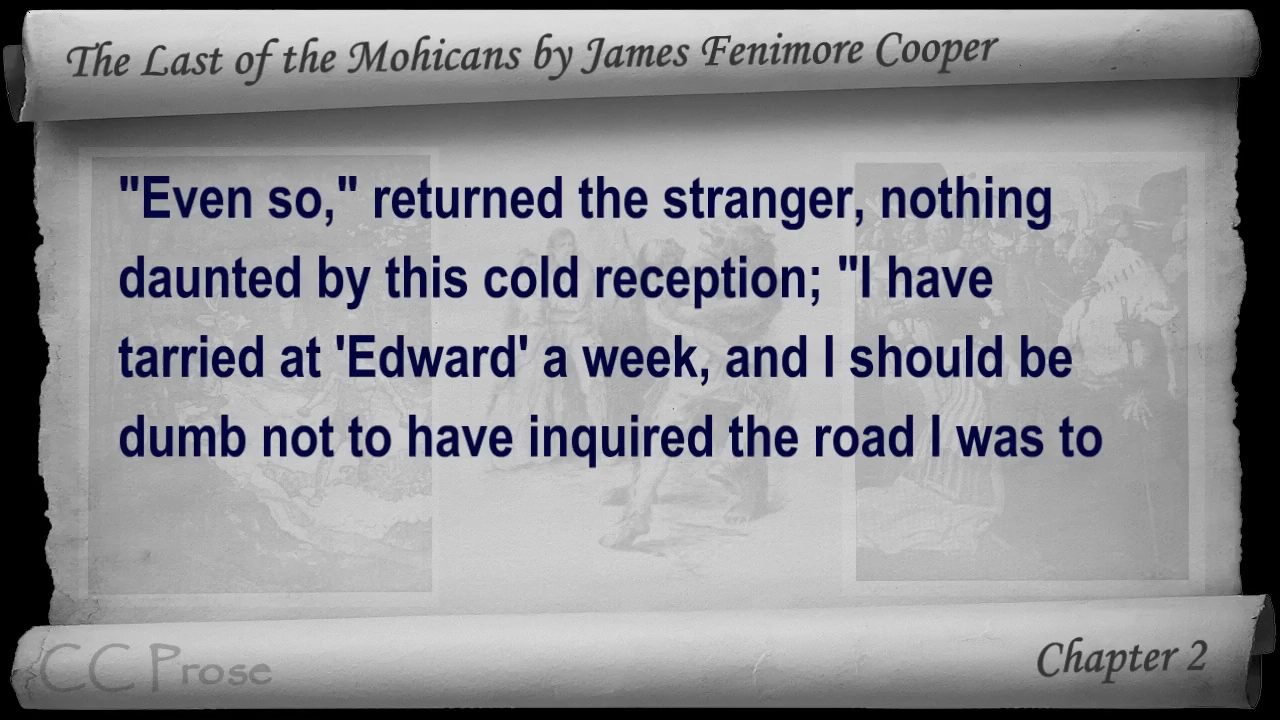 The Last of the Mohicans by James Fenimore Cooper
"Even so," returned the stranger, nothing
daunted by this cold reception; "I have
tarried at 'Edward' a week, and I should be
dumb not to have inquired the road I was to
CC Prose
Chapter 2